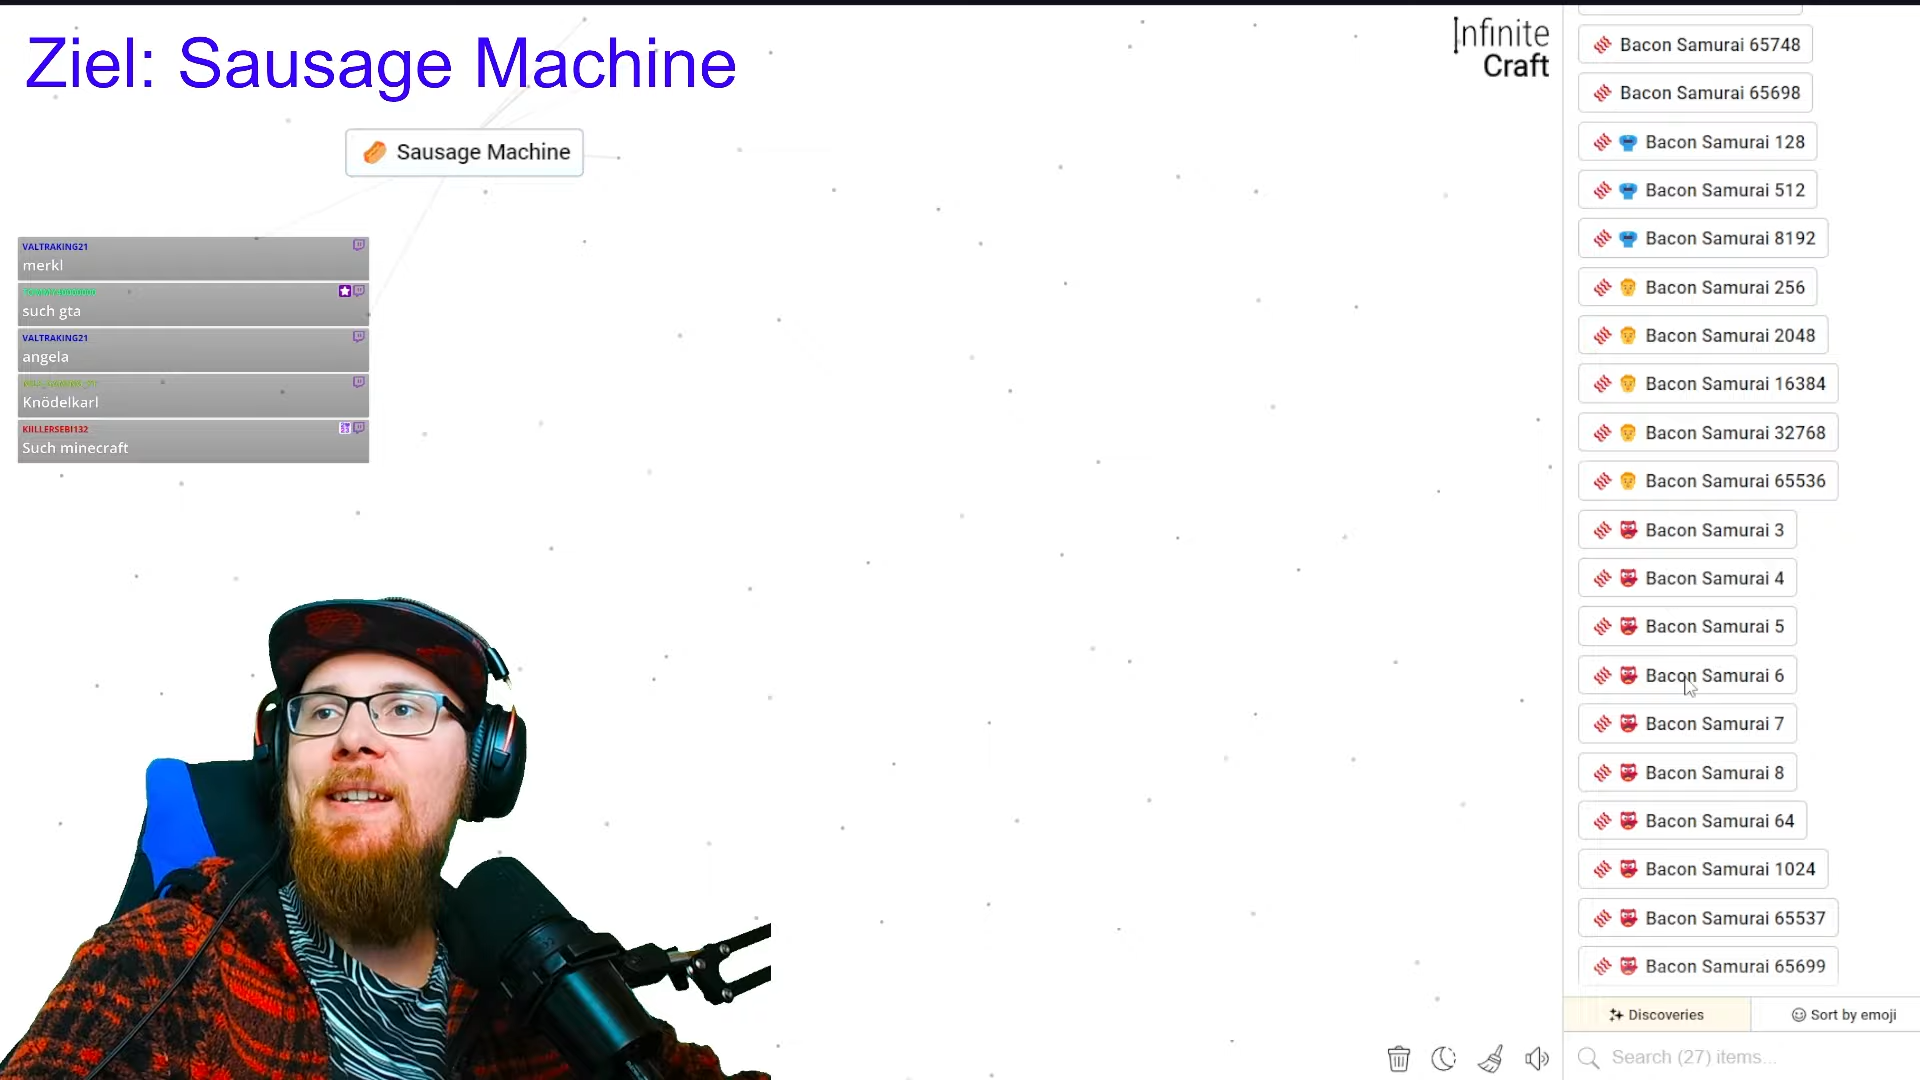 Ziel: Sausage Machine
Sausage Machine
VALTRAKING21
merkl
such gta
VALTRAKING21
angela
Knödelkarl
KIILLERSEBI132
Such minecraft
Infinite
Craft
Bacon Samurai 65748
Bacon Samurai 65698
Bacon Samurai 128
Bacon Samurai 512
Bacon Samurai 8192
Bacon Samurai 256
Bacon Samurai 2048
Bacon Samurai 16384
Bacon Samurai 32768
Bacon Samurai 65536
Bacon Samurai 3
Bacon Samurai 4
Bacon Samurai 5
Bacon Samurai 6
Bacon Samurai 7
Bacon Samurai 8
Bacon Samurai 64
Bacon Samurai 1024
Bacon Samurai 65537
Bacon Samurai 65699
Discoveries
Sort by emoji
Search (27) items...